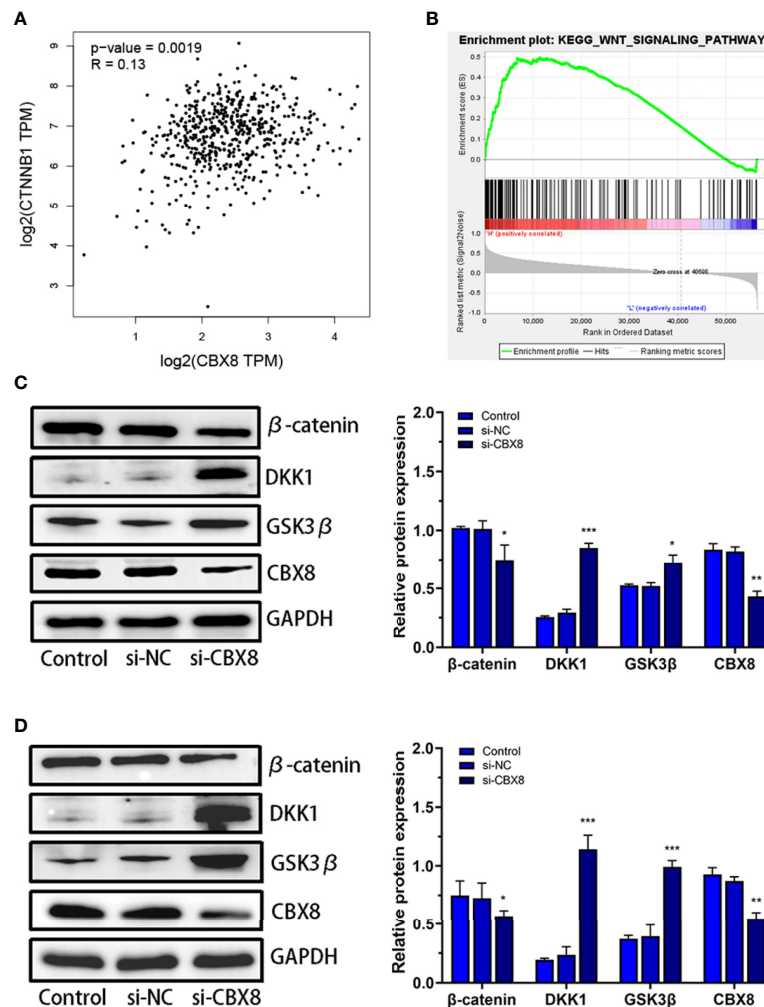 A
p-value = 0.0019
R = 0.13
log2(CTNNB1 TPM)
9
8
7
6
5
4
3
1 2 3 4
log2(CBX8 TPM)
B
Enrichment plot: KEGG_WNT_SIGNALING_PATHWAY
Enrichment score (ES)
0.5
0.4
0.3
0.2
0.1
0.0
'H' (positively correlated)
Ranked list metric (Signal2Noise)
1.0
0.5
0.0
-0.5
-1.0
Zero cross at 40698
'L' (negatively correlated)
0 10,000 20,000 30,000 40,000 50,000
Rank in Ordered Dataset
Enrichment profile Hits Ranking metric scores
C
β-catenin
DKK1
GSK3β
CBX8
GAPDH
Control si-NC si-CBX8
Relative protein expression
2.0
1.5
1.0
0.5
0.0
Control
si-NC
si-CBX8
* *** * **
β-catenin DKK1 GSK3β CBX8
D
β-catenin
DKK1
GSK3β
CBX8
GAPDH
Control si-NC si-CBX8
Relative protein expression
2.0
1.5
1.0
0.5
0.0
Control
si-NC
si-CBX8
* *** *** **
β-catenin DKK1 GSK3β CBX8